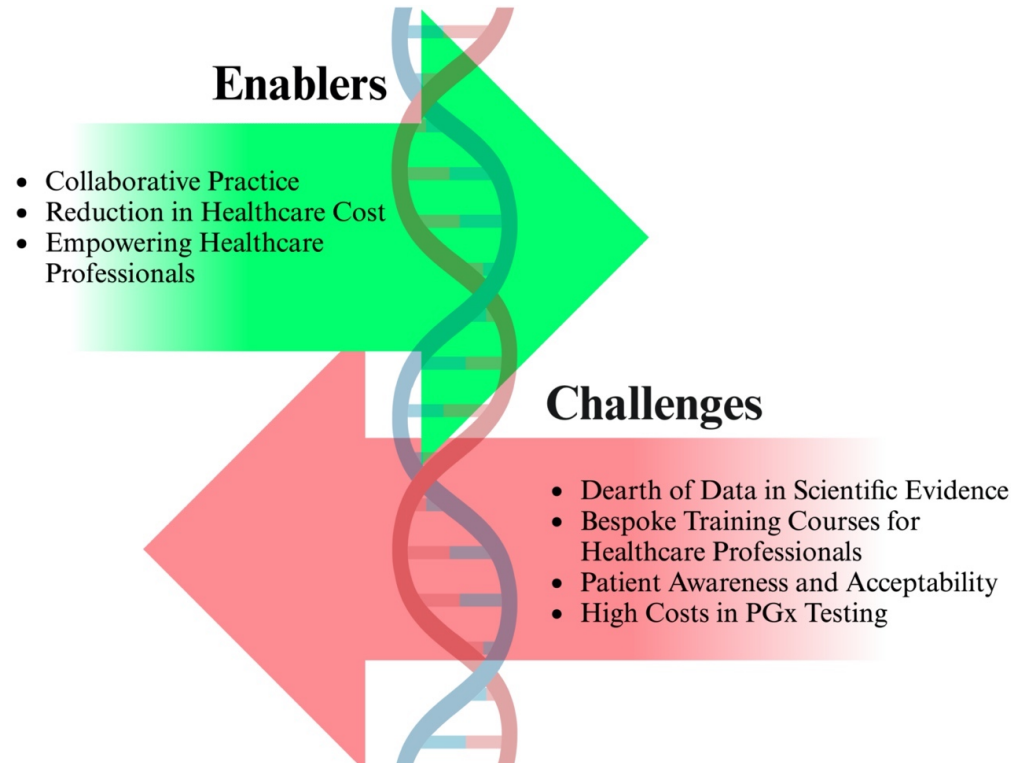 Enablers
• Collaborative Practice
• Reduction in Healthcare Cost
• Empowering Healthcare
Professionals
Challenges
• Dearth of Data in Scientific Evidence
• Bespoke Training Courses for
Healthcare Professionals
• Patient Awareness and Acceptability
• High Costs in PGx Testing